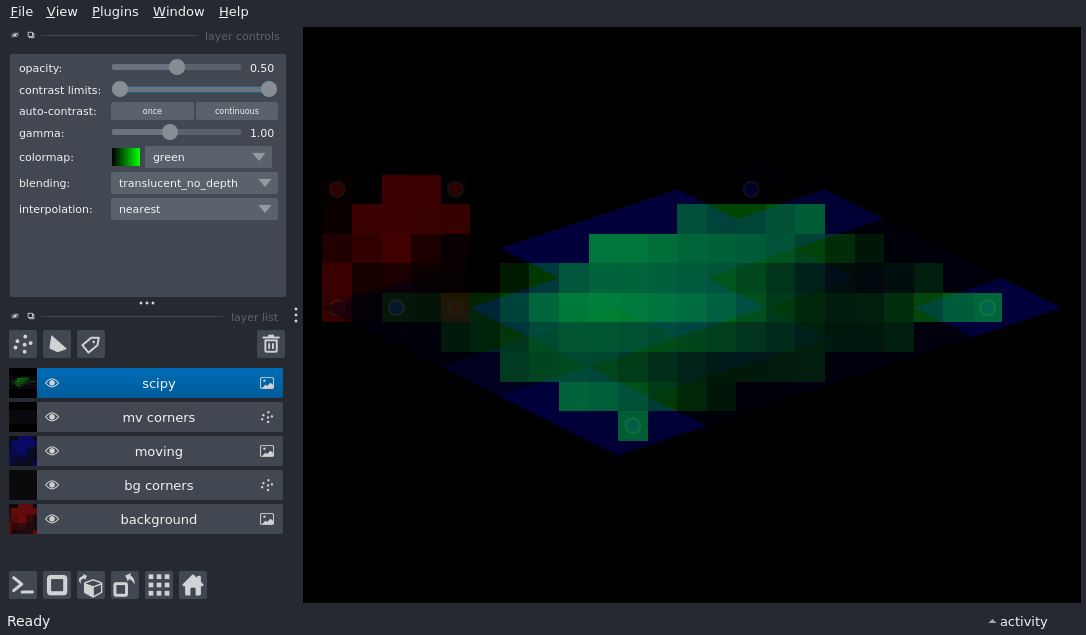 File View Plugins Window Help
layer controls
opacity: 0.50
contrast limits:
auto-contrast: once continuous
gamma: 1.00
colormap: green
blending: translucent_no_depth
interpolation: nearest
layer list
scipy
mv corners
moving
bg corners
background
Ready activity